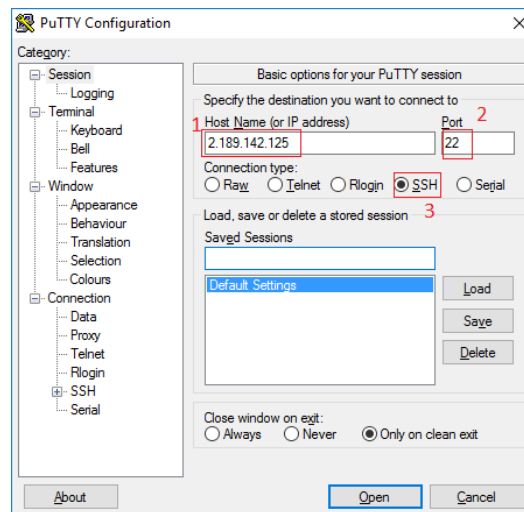 PuTTY Configuration
Category:
Session
Logging
Terminal
Keyboard
Bell
Features
Window
Appearance
Behaviour
Translation
Selection
Colours
Connection
Data
Proxy
Telnet
Rlogin
SSH
Serial
Basic options for your PuTTY session
Specify the destination you want to connect to
Host Name (or IP address) Port 2
1 2.189.142.125 22
Connection type:
Raw Telnet Rlogin SSH Serial
3
Load, save or delete a stored session
Saved Sessions
Default Settings
Load
Save
Delete
Close window on exit:
Always Never Only on clean exit
About Open Cancel